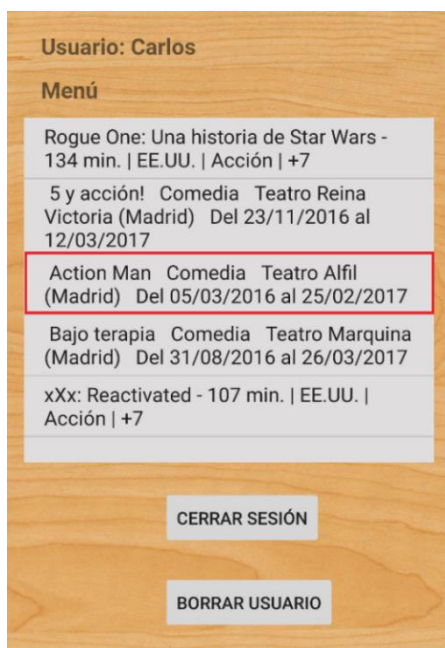 Usuario: Carlos
Menú
Rogue One: Una historia de Star Wars -
134 min. | EE.UU. | Acción | +7
5 y acción! Comedia Teatro Reina
Victoria (Madrid) Del 23/11/2016 al
12/03/2017
Action Man Comedia Teatro Alfil
(Madrid) Del 05/03/2016 al 25/02/2017
Bajo terapia Comedia Teatro Marquina
(Madrid) Del 31/08/2016 al 26/03/2017
xXx: Reactivated - 107 min. | EE.UU. |
Acción | +7
CERRAR SESIÓN
BORRAR USUARIO